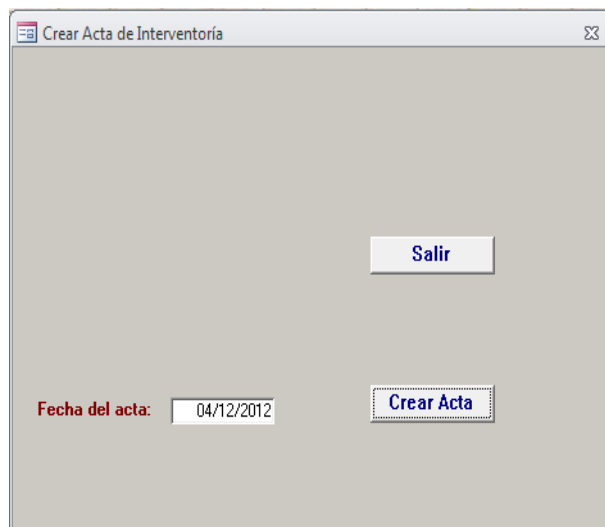 Crear Acta de Interventoría
Salir
Fecha del acta: 04/12/2012 Crear Acta